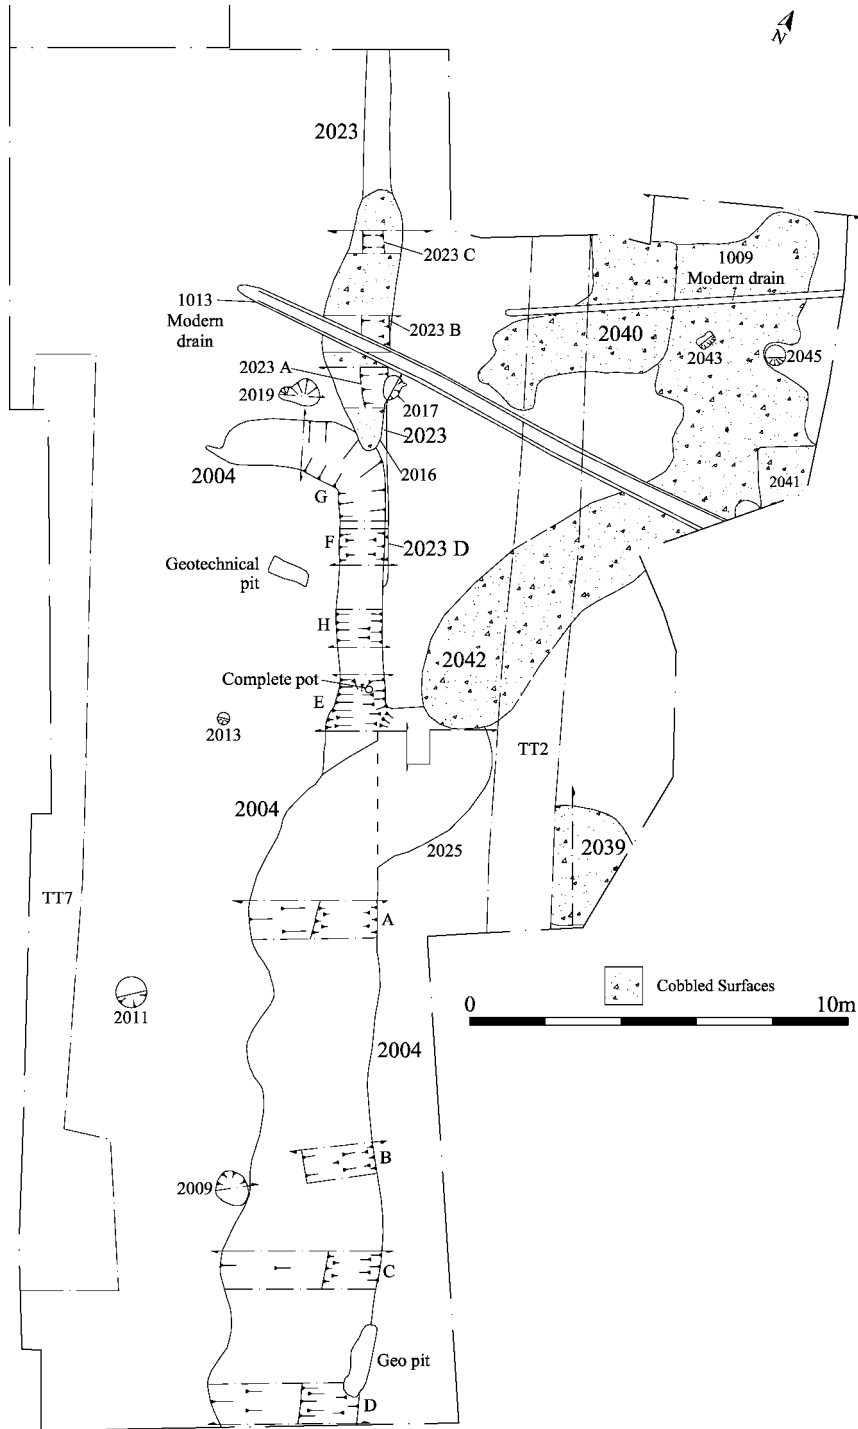 N
2023
2023 C
1009
Modern drain
1013
Modern
drain
2023 B
2040
2043
2045
2023 A
2019
2017
2023
2004
2016
2041
G
F
2023 D
Geotechnical
pit
H
2042
Complete pot
E
2013
TT2
2004
2025
2039
TT7
A
Cobbled Surfaces
2011
0
10m
2004
B
2009
C
Geo pit
D